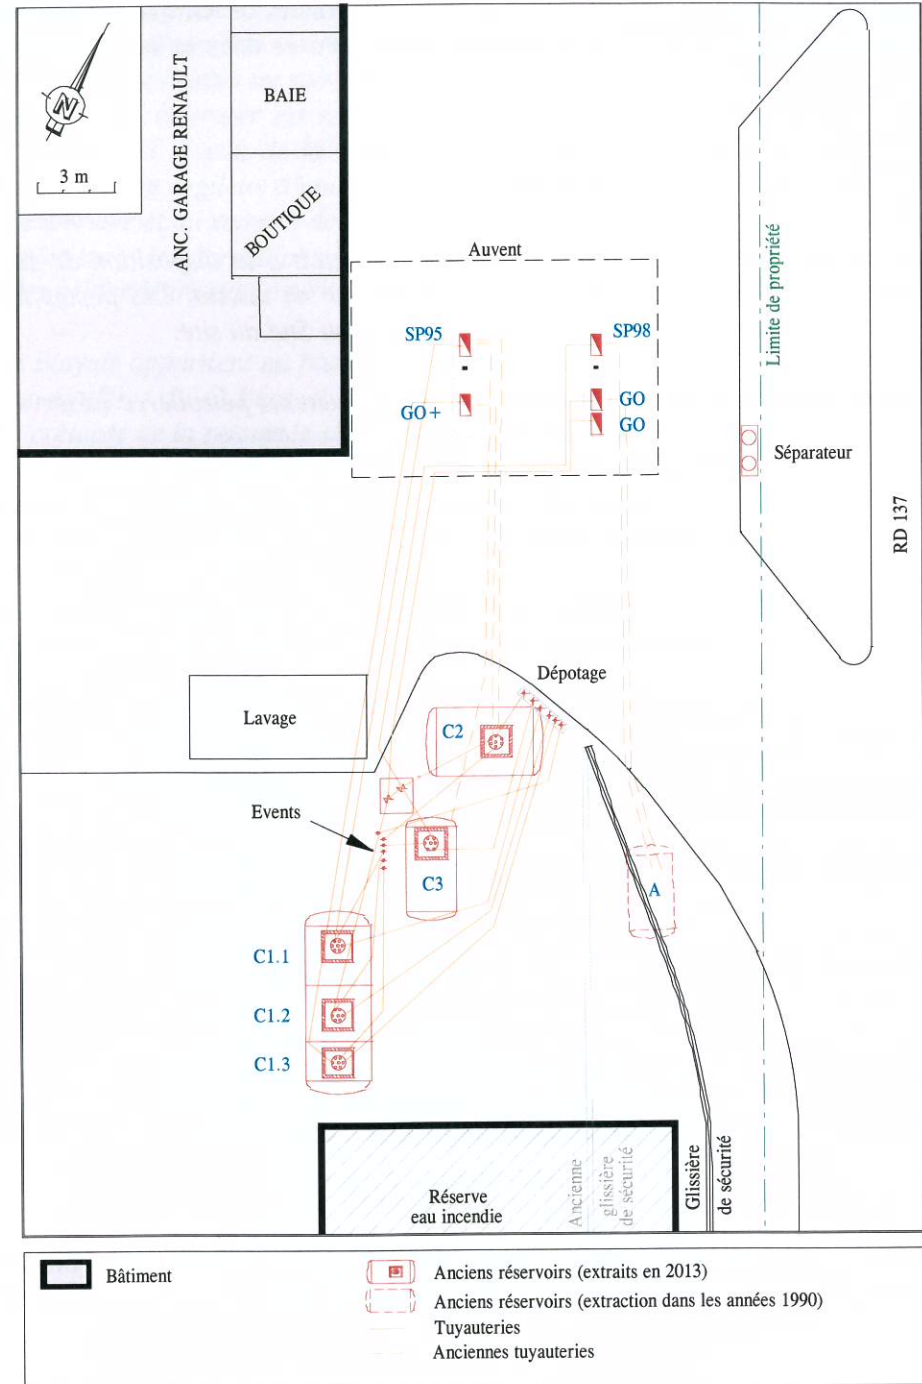 N
3 m
ANC. GARAGE RENAULT
BAIE
BOUTIQUE
Auvent
SP95
SP98
GO+
GO
GO
Limite de propriété
Séparateur
RD 137
Dépotage
Lavage
C2
Events
C3
A
C1.1
C1.2
C1.3
Réserve
eau incendie
Ancienne
glissière
de sécurité
Glissière
de sécurité
Bâtiment
Anciens réservoirs (extraits en 2013)
Anciens réservoirs (extraction dans les années 1990)
Tuyauteries
Anciennes tuyauteries